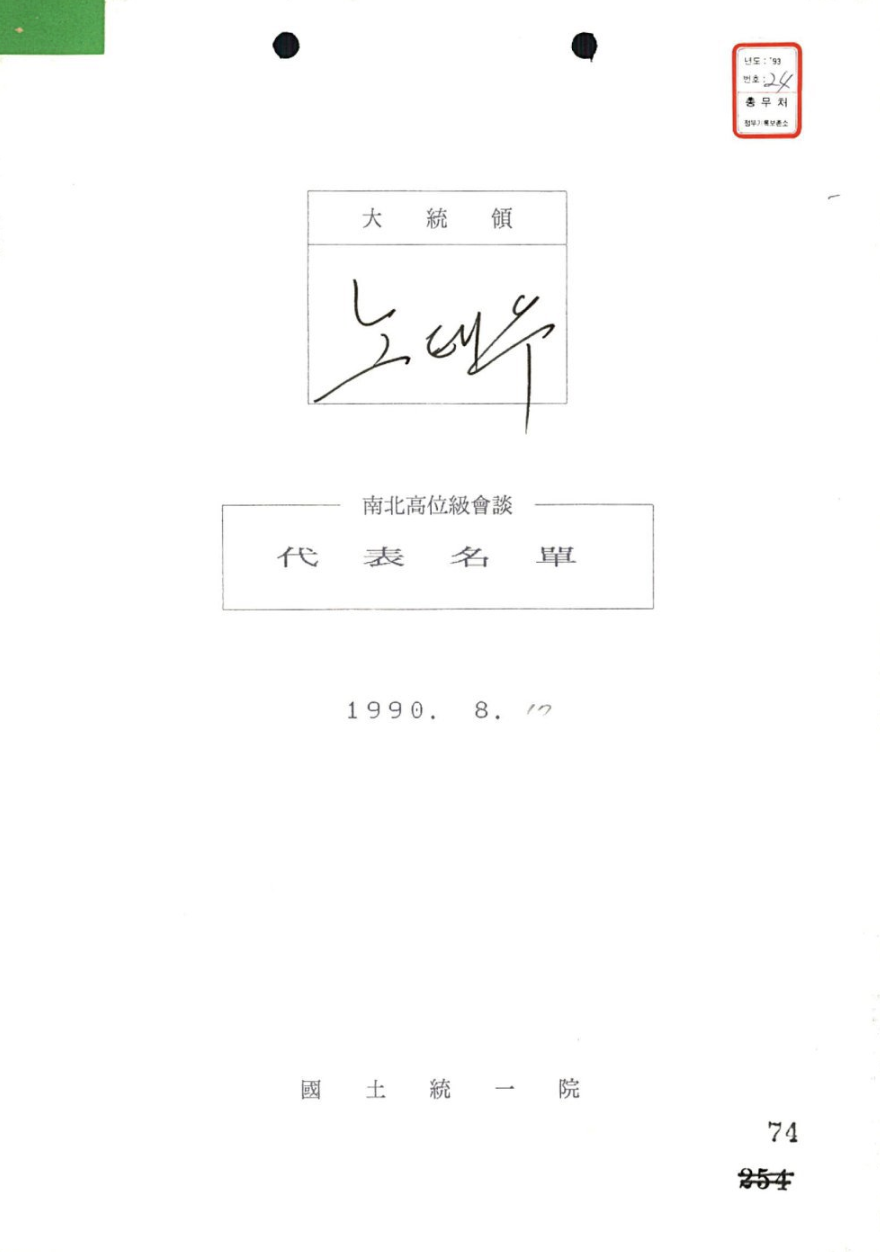 년도 : '93
번호 : 24
총무처
정부기록보존소
大統領
노태우
南北高位級會談
代表名單
1990. 8. 17
國土統一院
74
254